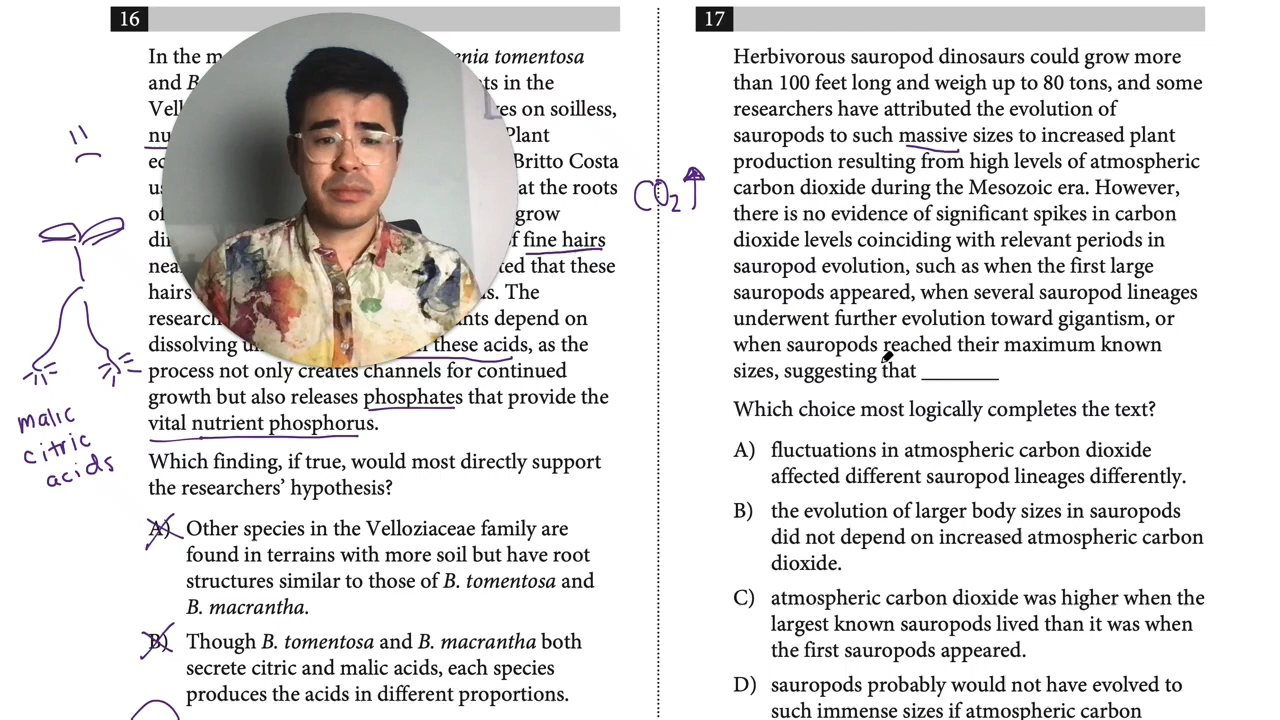 16
In the m
enia tomentosa
and B
ts in the
Vell
es on soilless,
nu
Plant
ec
Britto Costa
us
at the roots
of
grow
din
f fine hairs
nea
ted that these
hairs
s. The
research
nts depend on
dissolving th
these acids, as the
process not only creates channels for continued
growth but also releases phosphates that provide the
vital nutrient phosphorus.
Which finding, if true, would most directly support
the researchers' hypothesis?
A) Other species in the Velloziaceae family are
found in terrains with more soil but have root
structures similar to those of B. tomentosa and
B. macrantha.
B) Though B. tomentosa and B. macrantha both
secrete citric and malic acids, each species
produces the acids in different proportions.
malic
citric
acids
CO2
17
Herbivorous sauropod dinosaurs could grow more
than 100 feet long and weigh up to 80 tons, and some
researchers have attributed the evolution of
sauropods to such massive sizes to increased plant
production resulting from high levels of atmospheric
carbon dioxide during the Mesozoic era. However,
there is no evidence of significant spikes in carbon
dioxide levels coinciding with relevant periods in
sauropod evolution, such as when the first large
sauropods appeared, when several sauropod lineages
underwent further evolution toward gigantism, or
when sauropods reached their maximum known
sizes, suggesting that _______
Which choice most logically completes the text?
A) fluctuations in atmospheric carbon dioxide
affected different sauropod lineages differently.
B) the evolution of larger body sizes in sauropods
did not depend on increased atmospheric carbon
dioxide.
C) atmospheric carbon dioxide was higher when the
largest known sauropods lived than it was when
the first sauropods appeared.
D) sauropods probably would not have evolved to
such immense sizes if atmospheric carbon